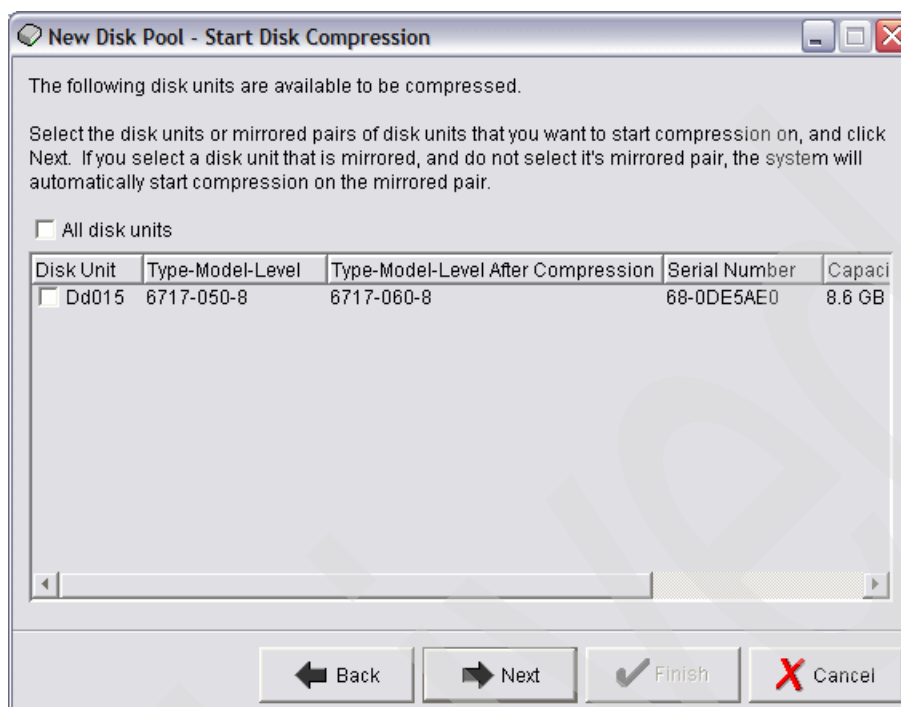 New Disk Pool - Start Disk Compression
The following disk units are available to be compressed.
Select the disk units or mirrored pairs of disk units that you want to start compression on, and click
Next. If you select a disk unit that is mirrored, and do not select it's mirrored pair, the system will
automatically start compression on the mirrored pair.
All disk units
Disk Unit Type-Model-Level Type-Model-Level After Compression Serial Number Capaci
Dd015 6717-050-8 6717-060-8 68-0DE5AE0 8.6 GB
Back Next Finish Cancel